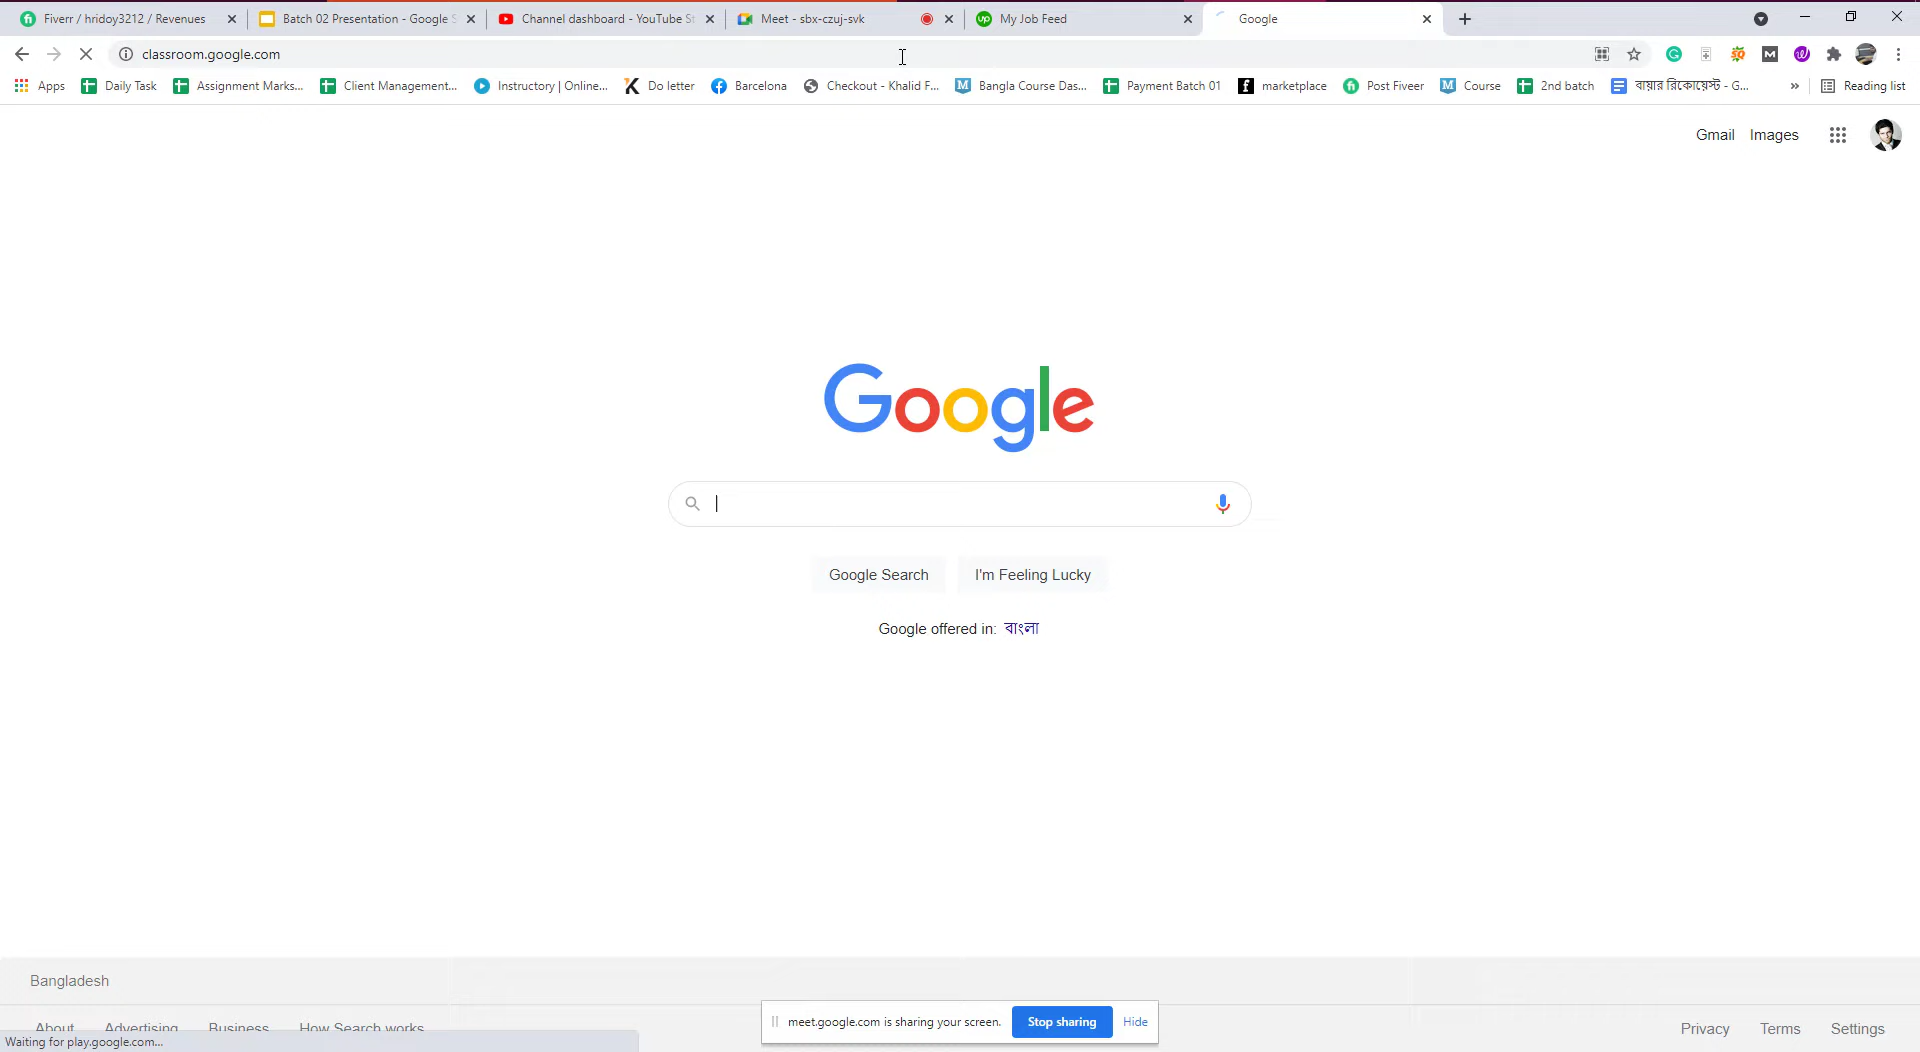 Fiverr / hridoy3212 / Revenues
Batch 02 Presentation - Google S
Channel dashboard - YouTube St
Meet - sbx-czuj-svk
My Job Feed
Google
classroom.google.com
Apps
Daily Task
Assignment Marks...
Client Management...
Instructory | Online...
Do letter
Barcelona
Checkout - Khalid F...
Bangla Course Das...
Payment Batch 01
marketplace
Post Fiveer
Course
2nd batch
বায়ার রিকোয়েস্ট - G...
Reading list
Gmail
Images
Google
Google Search
I'm Feeling Lucky
Google offered in: বাংলা
Bangladesh
About
Advertising
Business
How Search works
Privacy
Terms
Settings
meet.google.com is sharing your screen.
Stop sharing
Hide
Waiting for play.google.com...